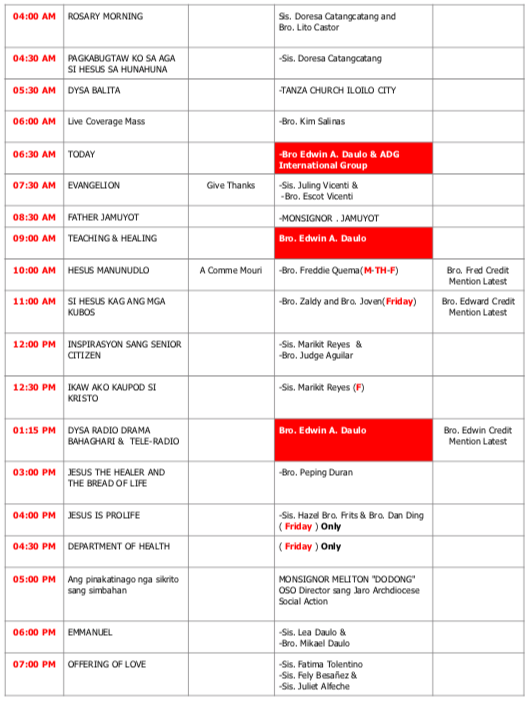 04:00 AM ROSARY MORNING Sis. Doresa Catangcatang and
Bro. Lito Castor
04:30 AM PAGKABUGTAW KO SA AGA -Sis. Doresa Catangcatang
SI HESUS SA HUNAHUNA
05:30 AM DYSA BALITA -TANZA CHURCH ILOILO CITY
06:00 AM Live Coverage Mass -Bro. Kim Salinas
06:30 AM TODAY -Bro Edwin A. Daulo & ADG
International Group
07:30 AM EVANGELION Give Thanks -Sis. Juling Vicenti &
-Bro. Escot Vicenti
08:30 AM FATHER JAMUYOT -MONSIGNOR . JAMUYOT
09:00 AM TEACHING & HEALING Bro. Edwin A. Daulo
10:00 AM HESUS MANUNUDLO A Comme Mouri -Bro. Freddie Quema(M-TH-F) Bro. Fred Credit
Mention Latest
11:00 AM SI HESUS KAG ANG MGA -Bro. Zaldy and Bro. Joven(Friday) Bro. Edward Credit
KUBOS Mention Latest
12:00 PM INSPIRASYON SANG SENIOR -Sis. Marikit Reyes &
CITIZEN -Bro. Judge Aguilar
12:30 PM IKAW AKO KAUPOD SI -Sis. Marikit Reyes (F)
KRISTO
01:15 PM DYSA RADIO DRAMA Bro. Edwin A. Daulo Bro. Edwin Credit
BAHAGHARI & TELE-RADIO Mention Latest
03:00 PM JESUS THE HEALER AND -Bro. Peping Duran
THE BREAD OF LIFE
04:00 PM JESUS IS PROLIFE -Sis. Hazel Bro. Frits & Bro. Dan Ding
( Friday ) Only
04:30 PM DEPARTMENT OF HEALTH ( Friday ) Only
05:00 PM Ang pinakatinago nga sikrito MONSIGNOR MELITON "DODONG"
sang simbahan OSO Director sang Jaro Archdiocese
Social Action
06:00 PM EMMANUEL -Sis. Lea Daulo &
-Bro. Mikael Daulo
07:00 PM OFFERING OF LOVE -Sis. Fatima Tolentino
-Sis. Fely Besañez &
-Sis. Juliet Alfeche